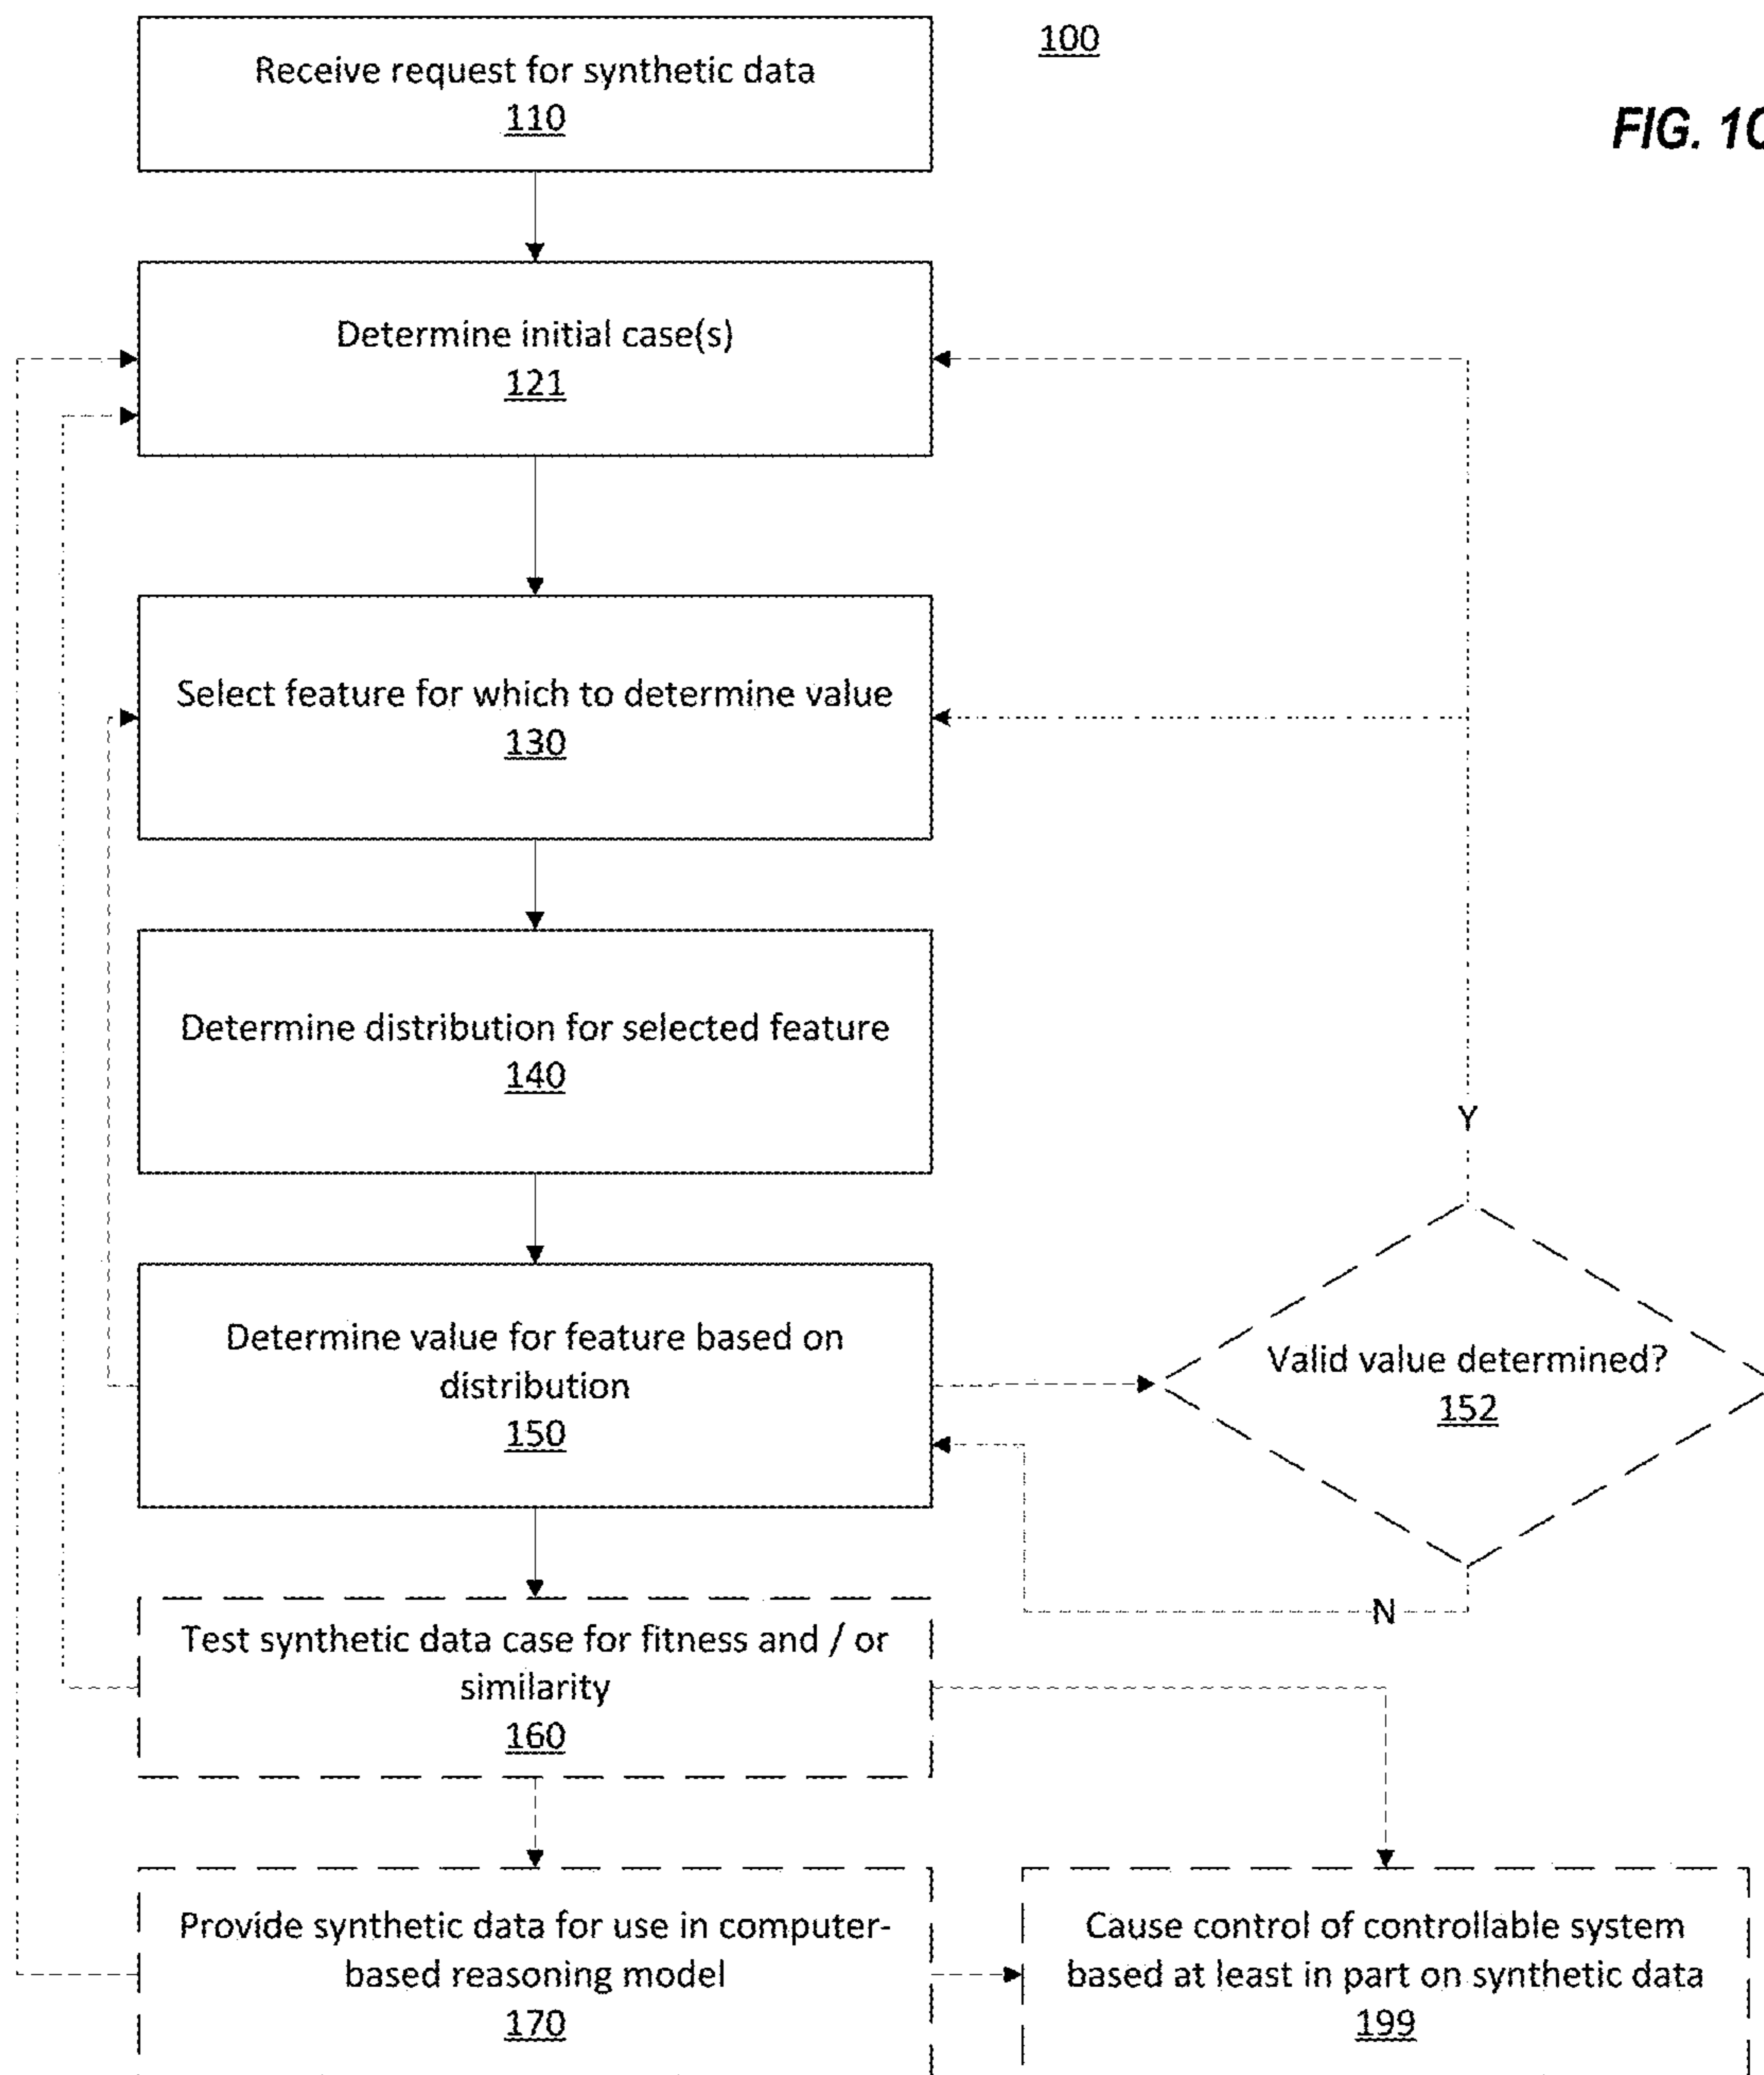 100
FIG. 1C
Receive request for synthetic data
110
Determine initial case(s)
121
Select feature for which to determine value
130
Determine distribution for selected feature
140
Y
Determine value for feature based on
distribution
150
Valid value determined?
152
N
Test synthetic data case for fitness and / or
similarity
160
Provide synthetic data for use in computer-
based reasoning model
170
Cause control of controllable system
based at least in part on synthetic data
199